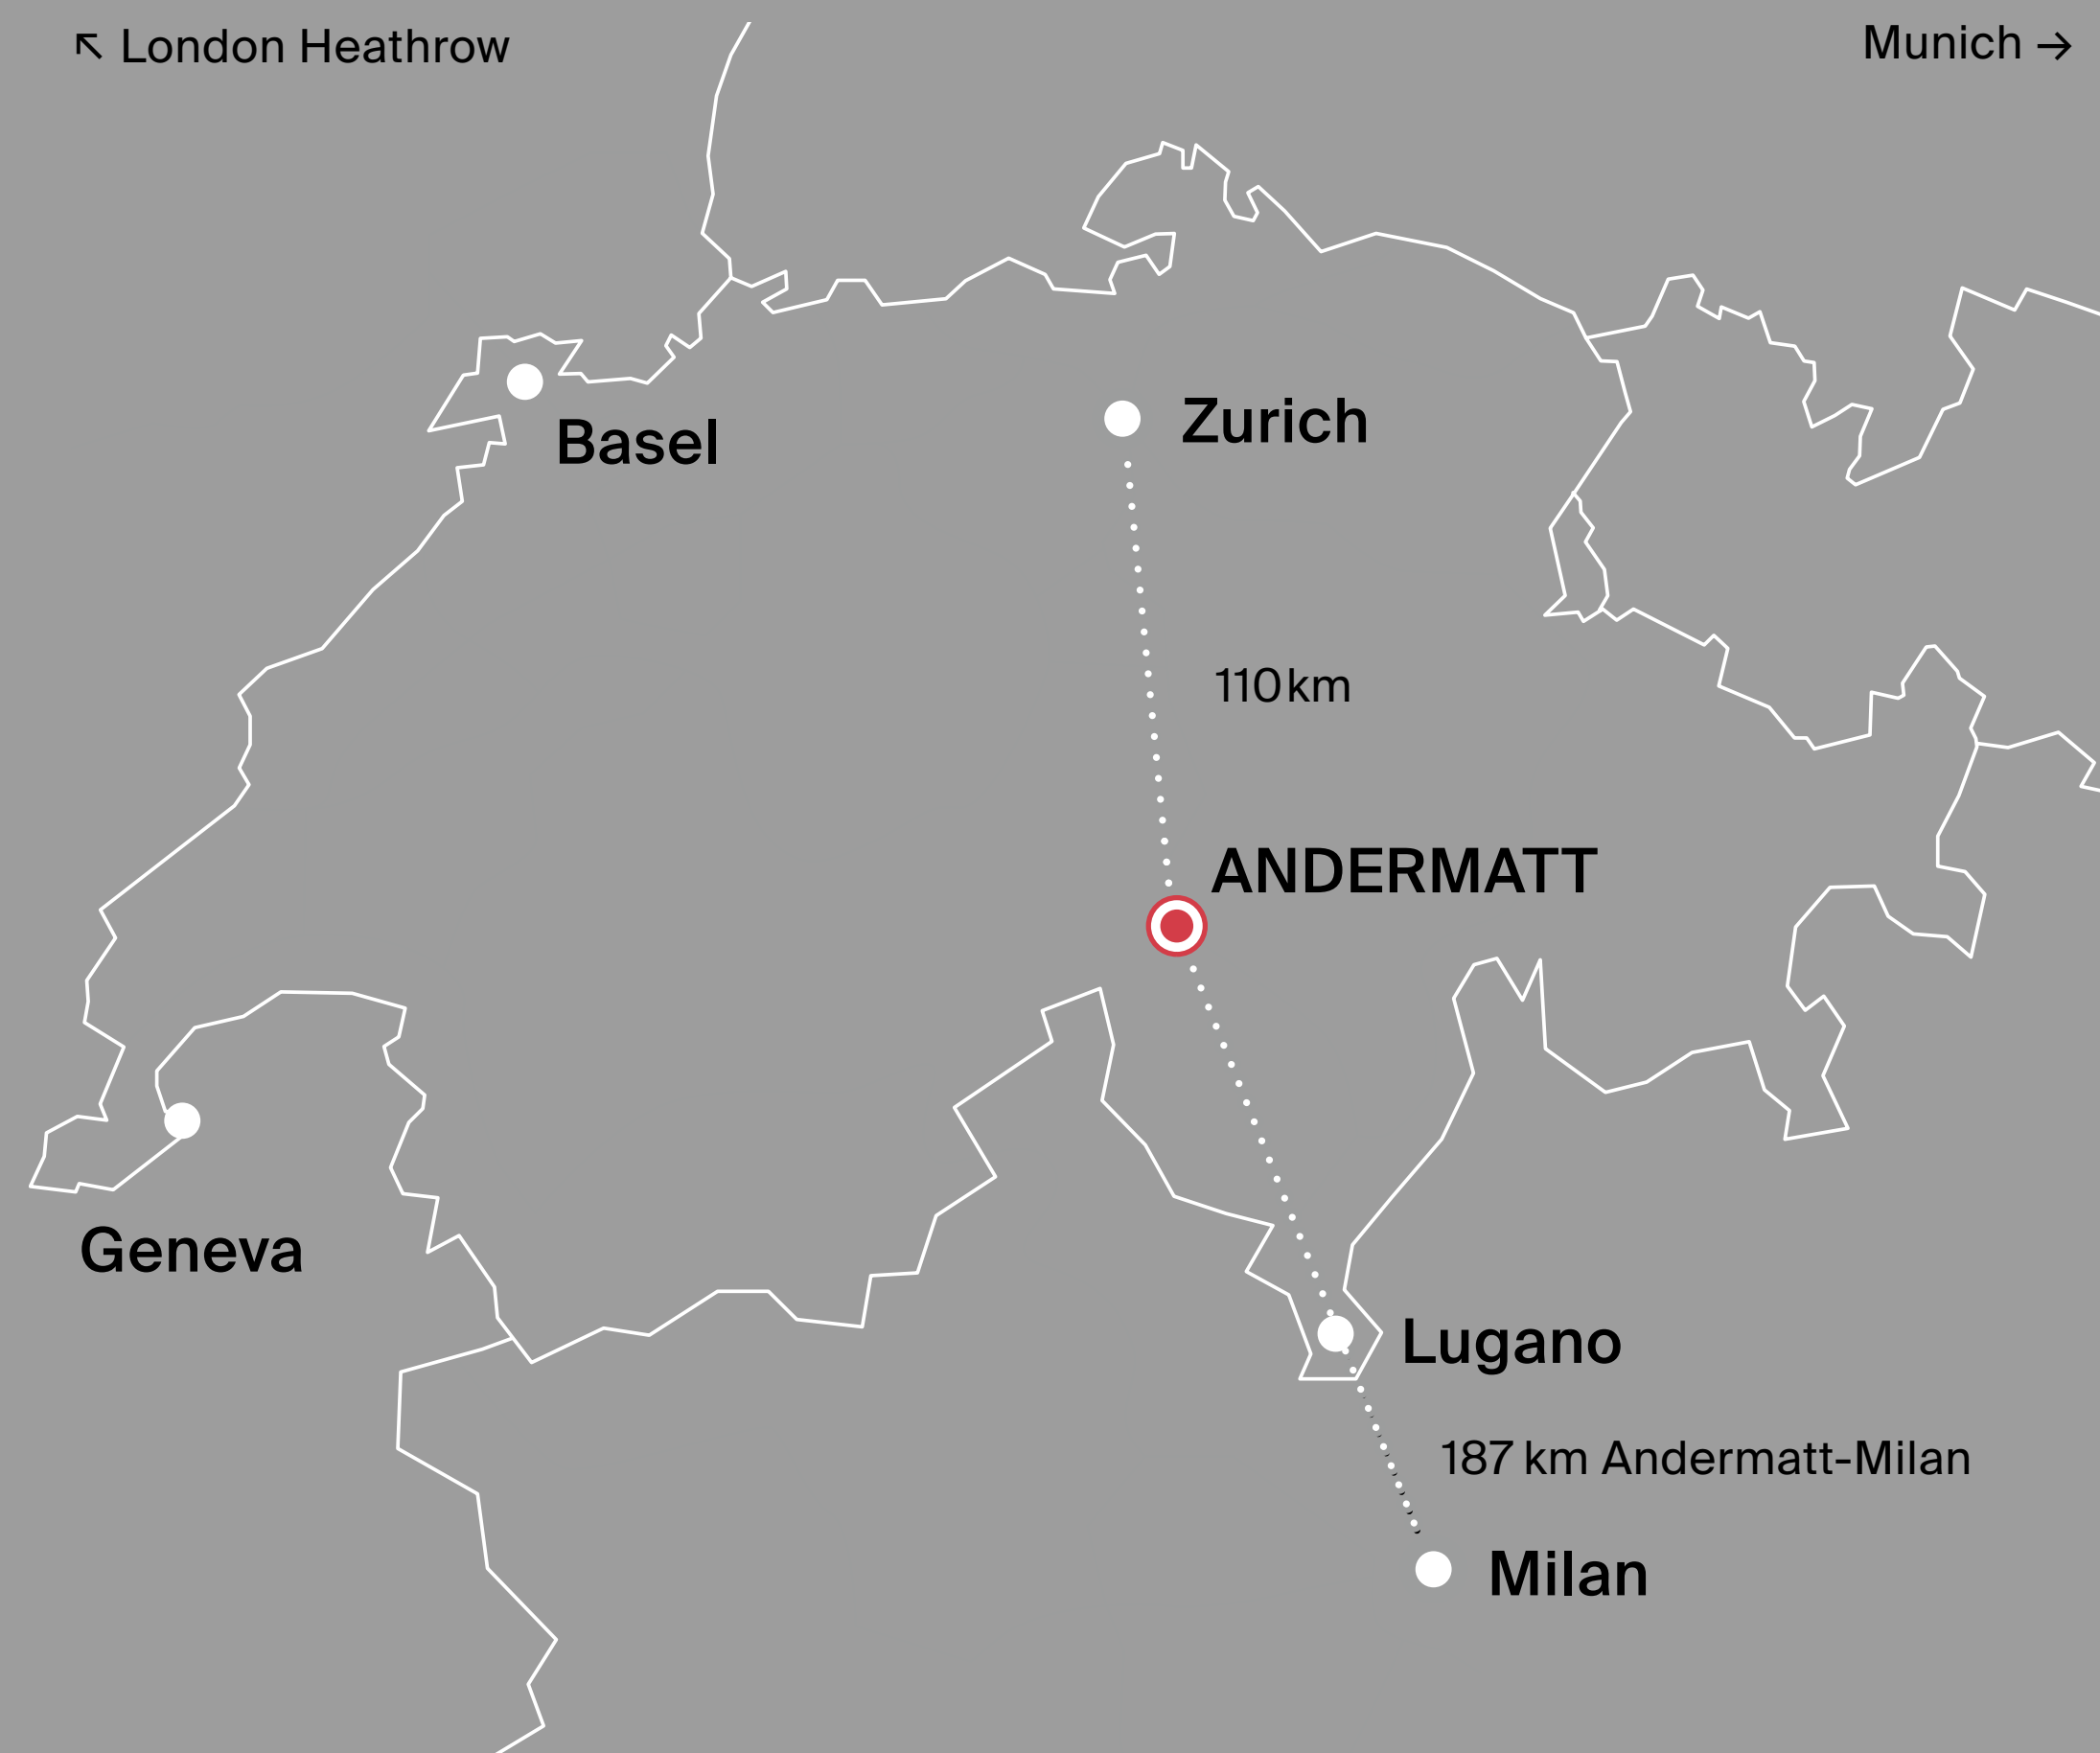 ↖ London Heathrow
Munich →
Basel
Zurich
110 km
ANDERMATT
Geneva
Lugano
187 km Andermatt-Milan
Milan